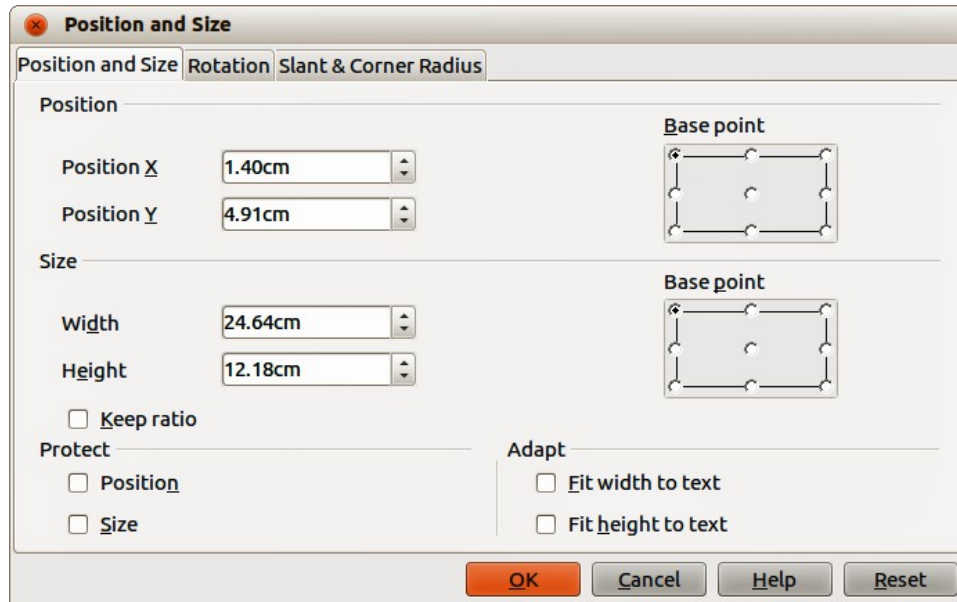 Position and Size
Position and Size Rotation Slant & Corner Radius
Position
Base point
Position X 1.40cm
Position Y 4.91cm
Size
Base point
Width 24.64cm
Height 12.18cm
Keep ratio
Protect
Adapt
Position
Fit width to text
Size
Fit height to text
OK Cancel Help Reset